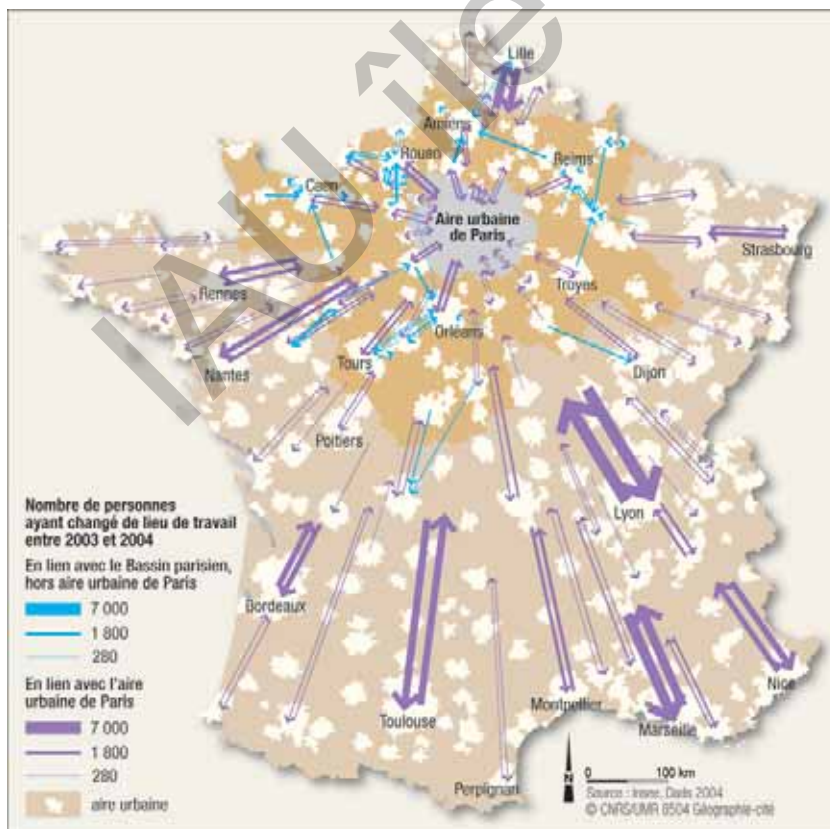 IAU île
Lille
Amiens
Rouen
Reims
Caen
Aire urbaine
de Paris
Strasbourg
Rennes
Troyes
Orléans
Nantes
Tours
Dijon
Poitiers
Lyon
Bordeaux
Nice
Toulouse
Montpellier
Marseille
Perpignan
Nombre de personnes
ayant changé de lieu de travail
entre 2003 et 2004
En lien avec le Bassin parisien,
hors aire urbaine de Paris
7 000
1 800
280
En lien avec l'aire
urbaine de Paris
7 000
1 800
280
aire urbaine
N
0 100 km
Source : Insee, Dads 2004
© CNRS/UMR 8504 Géographie-cité